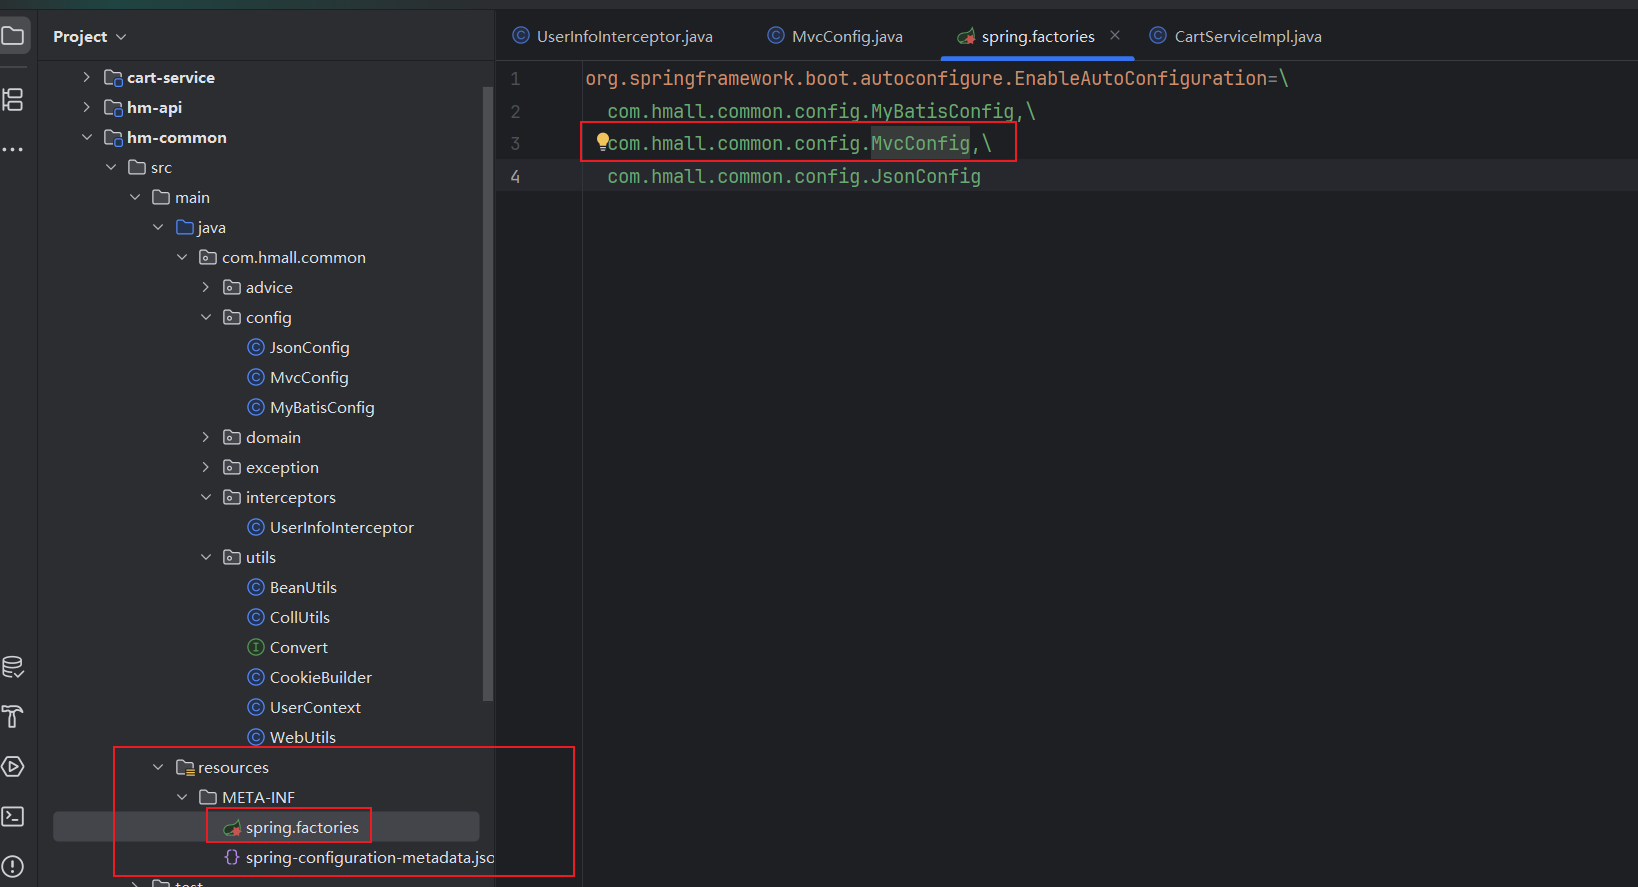 Project
cart-service
hm-api
hm-common
src
main
java
com.hmall.common
advice
config
JsonConfig
MvcConfig
MyBatisConfig
domain
exception
interceptors
UserInfoInterceptor
utils
BeanUtils
CollUtils
Convert
CookieBuilder
UserContext
WebUtils
resources
META-INF
spring.factories
spring-configuration-metadata.jso
test
UserInfoInterceptor.java
MvcConfig.java
spring.factories
CartServiceImpl.java
1 org.springframework.boot.autoconfigure.EnableAutoConfiguration=\
2 com.hmall.common.config.MyBatisConfig,\
3 com.hmall.common.config.MvcConfig,\
4 com.hmall.common.config.JsonConfig